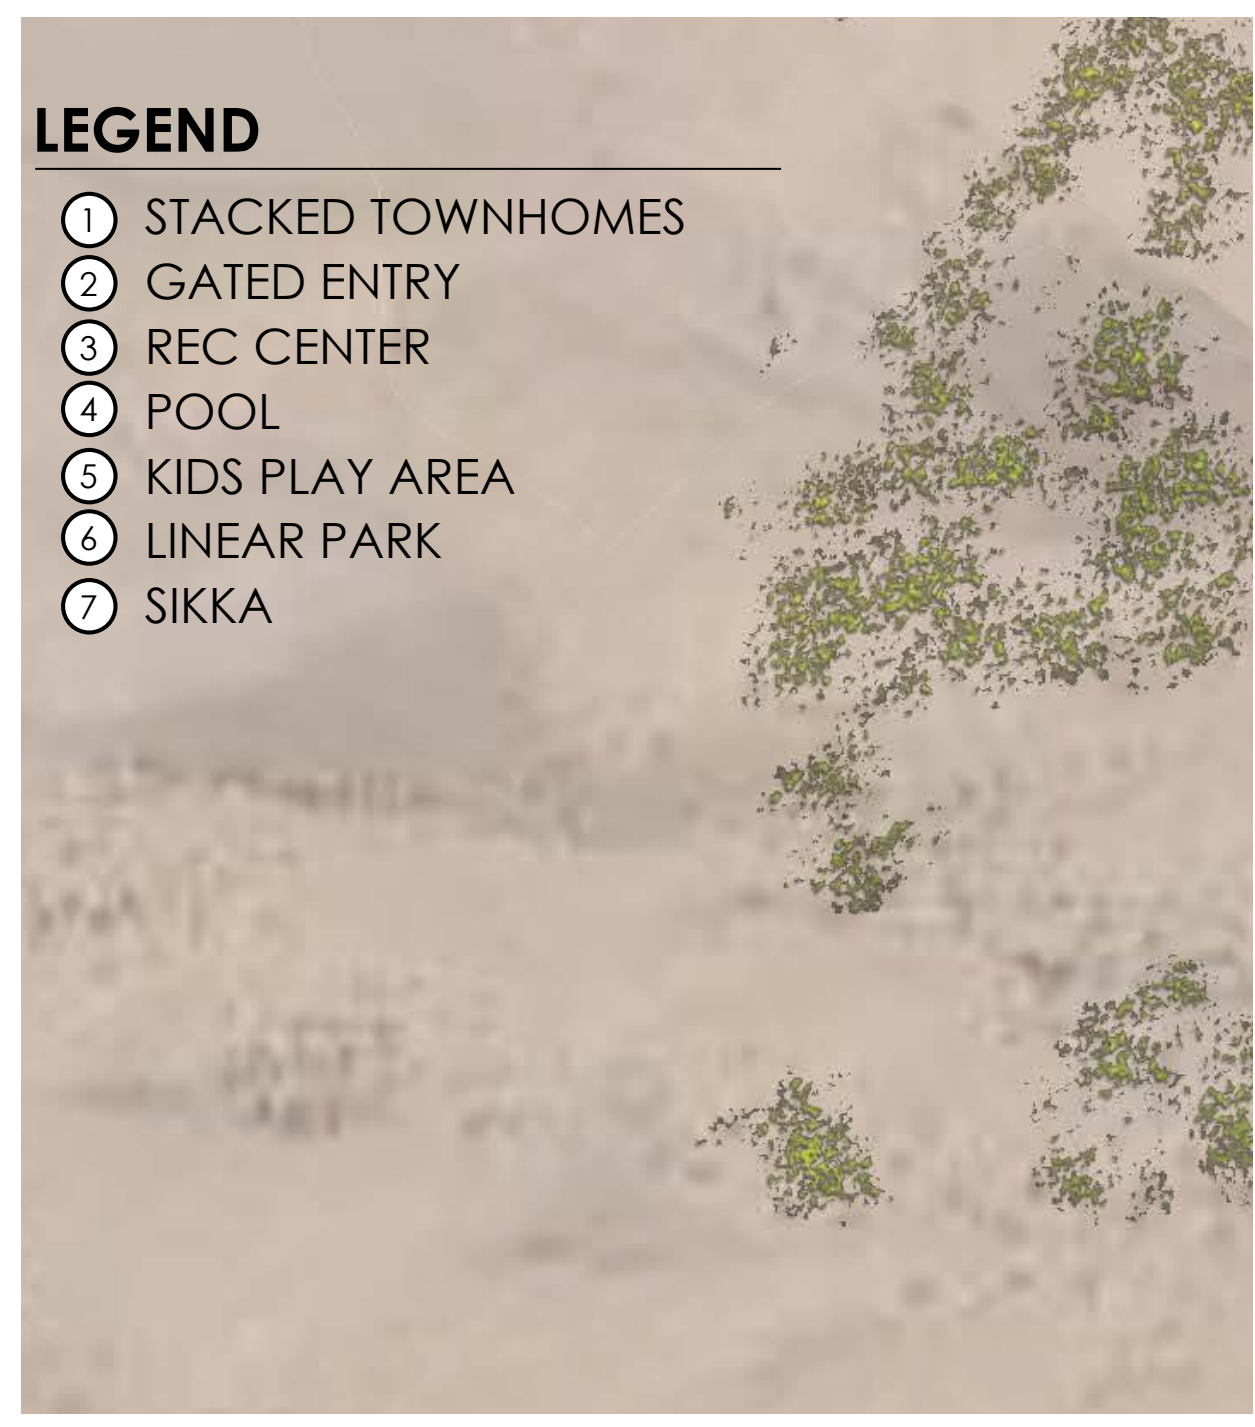 LEGEND
1 STACKED TOWNHOMES
2 GATED ENTRY
3 REC CENTER
4 POOL
5 KIDS PLAY AREA
6 LINEAR PARK
7 SIKKA